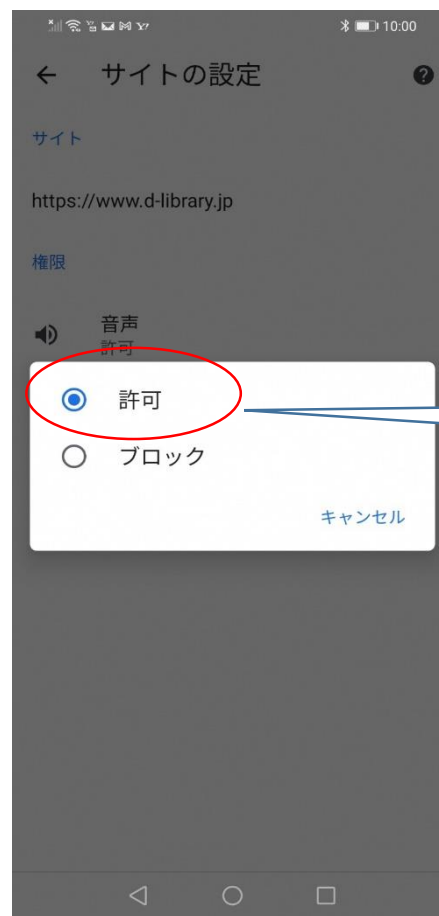 10:00
サイトの設定
サイト
https://www.d-library.jp
権限
音声
許可
許可
ブロック
キャンセル